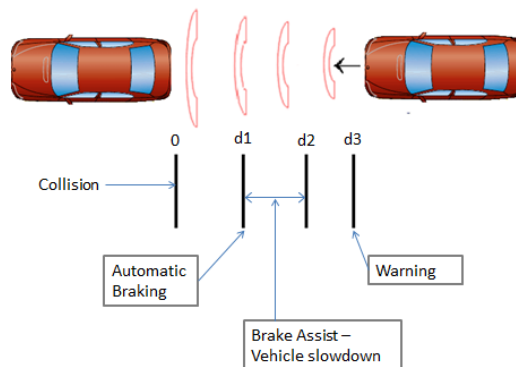 0 d1 d2 d3
Collision
Automatic
Braking
Warning
Brake Assist –
Vehicle slowdown